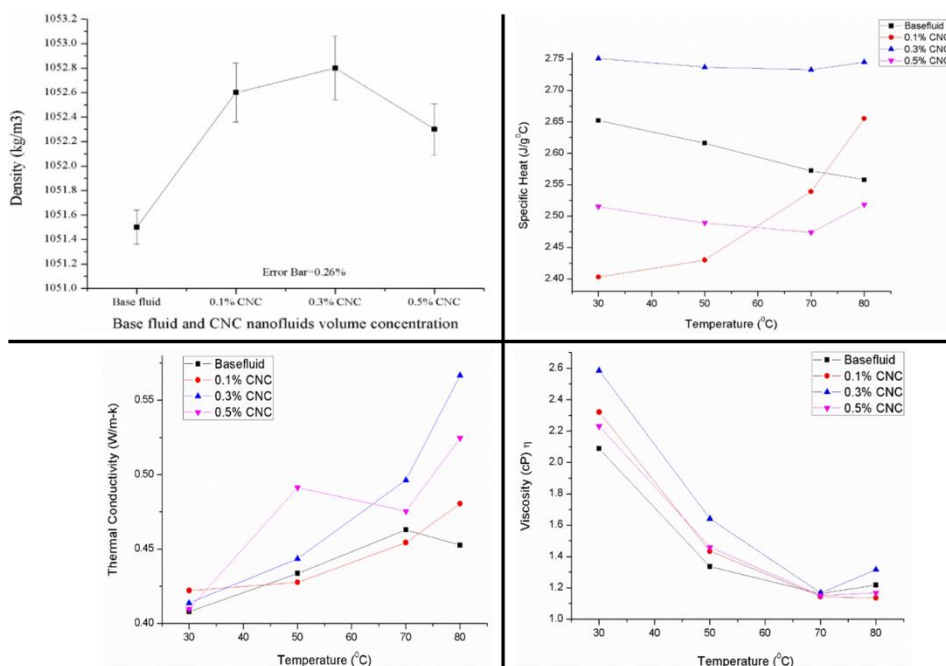 1053.2
1053.0
1052.8
1052.6
1052.4
1052.2
1052.0
1051.8
1051.6
1051.4
1051.2
1051.0
Density (kg/m3)
Error Bar=0.26%
Base fluid
0.1% CNC
0.3% CNC
0.5% CNC
Base fluid and CNC nanofluids volume concentration
Basefluid
0.1% CNC
0.3% CNC
0.5% CNC
2.75
2.70
2.65
2.60
2.55
2.50
2.45
2.40
Specific Heat (J/g⁰C)
30
40
50
60
70
80
Temperature (⁰C)
Basefluid
0.1% CNC
0.3% CNC
0.5% CNC
0.55
0.50
0.45
0.40
Thermal Conductivity (W/m-k)
30
40
50
60
70
80
Temperature (⁰C)
Basefluid
0.1% CNC
0.3% CNC
0.5% CNC
2.6
2.4
2.2
2.0
1.8
1.6
1.4
1.2
1.0
Viscosity (cP) η
30
40
50
60
70
80
Temperature (⁰C)